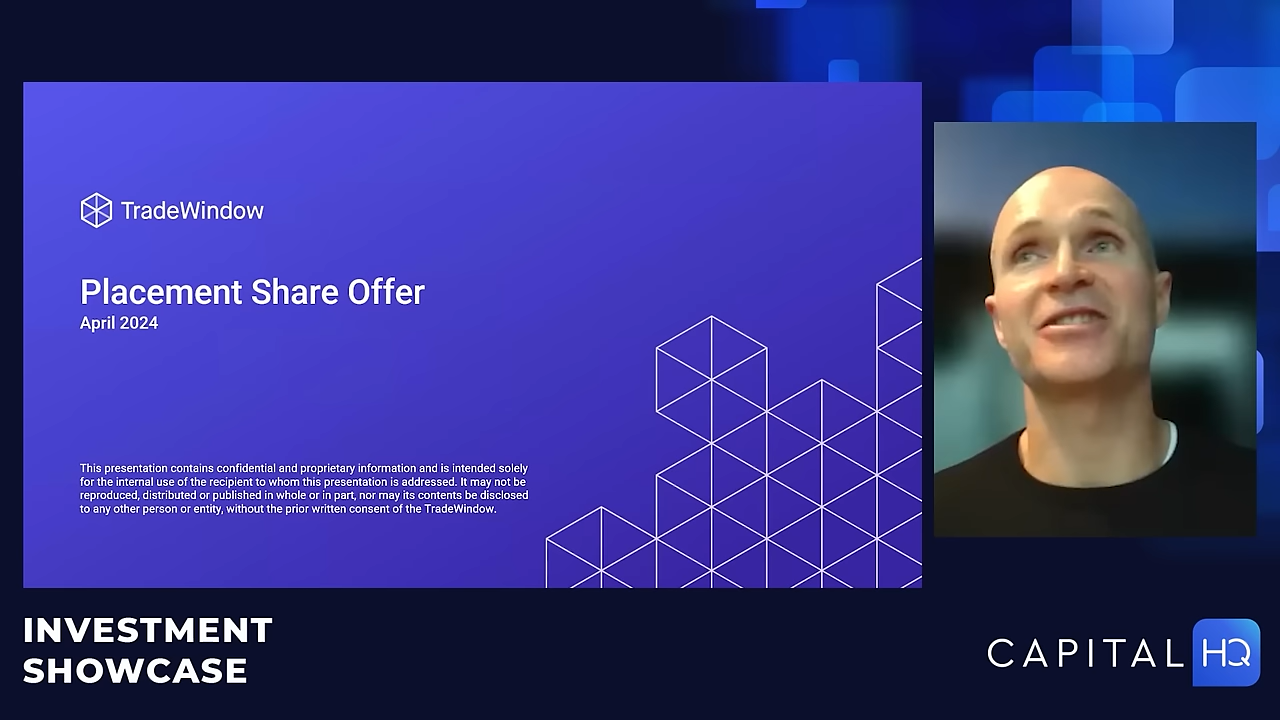 TradeWindow
Placement Share Offer
April 2024
This presentation contains confidential and proprietary information and is intended solely
for the internal use of the recipient to whom this presentation is addressed. It may not be
reproduced, distributed or published in whole or in part, nor may its contents be disclosed
to any other person or entity, without the prior written consent of the TradeWindow.
INVESTMENT
SHOWCASE
CAPITAL HQ